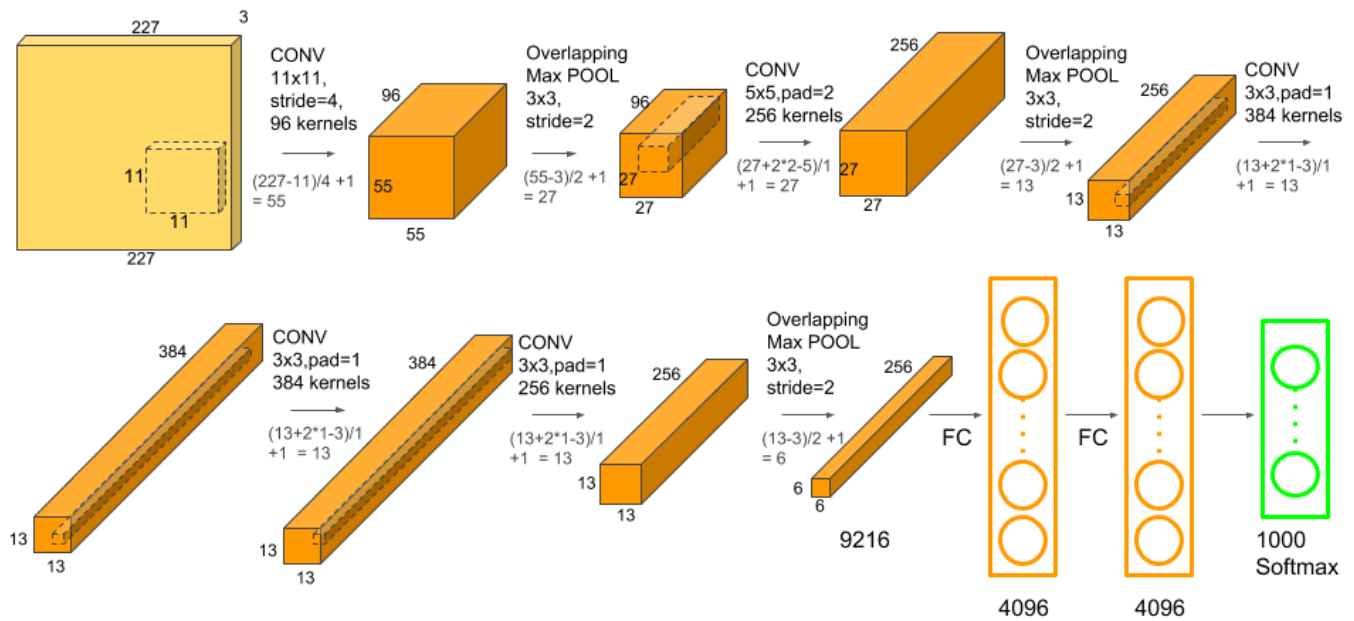 227
3
11
11
227
CONV
11x11,
stride=4,
96 kernels
(227-11)/4 +1
= 55
96
55
55
Overlapping
Max POOL
3x3,
stride=2
(55-3)/2 +1
= 27
96
27
27
CONV
5x5,pad=2
256 kernels
(27+2*2-5)/1
+1 = 27
256
27
27
Overlapping
Max POOL
3x3,
stride=2
(27-3)/2 +1
= 13
256
13
13
CONV
3x3,pad=1
384 kernels
(13+2*1-3)/1
+1 = 13
384
13
13
CONV
3x3,pad=1
384 kernels
(13+2*1-3)/1
+1 = 13
384
13
13
CONV
3x3,pad=1
256 kernels
(13+2*1-3)/1
+1 = 13
256
13
13
Overlapping
Max POOL
3x3,
stride=2
(13-3)/2 +1
= 6
256
6
6
9216
FC
4096
FC
4096
1000
Softmax